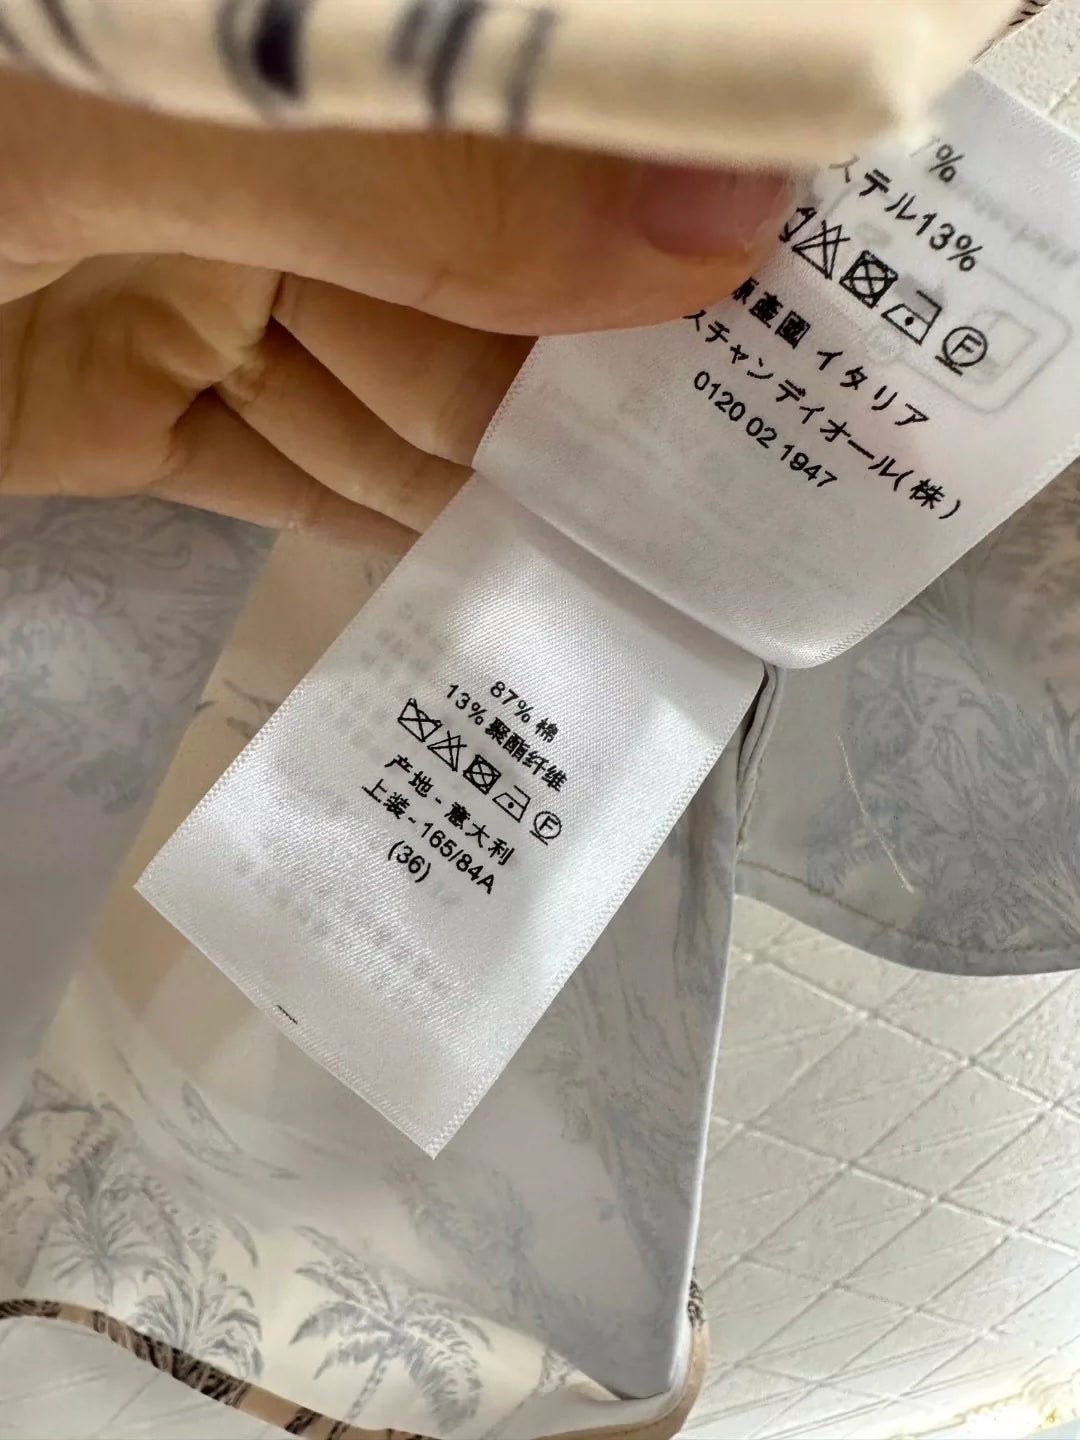 ステル13%
原産國 イタリア
スチャンディオール(株)
0120 02 1947
87% 棉
13% 聚酯纤维
产地 - 意大利
上装 - 165/84A
(36)